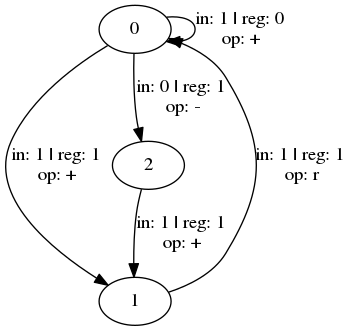 0
in: 1 | reg: 0
op: +
in: 0 | reg: 1
op: -
in: 1 | reg: 1
op: +
2
in: 1 | reg: 1
op: r
in: 1 | reg: 1
op: +
1